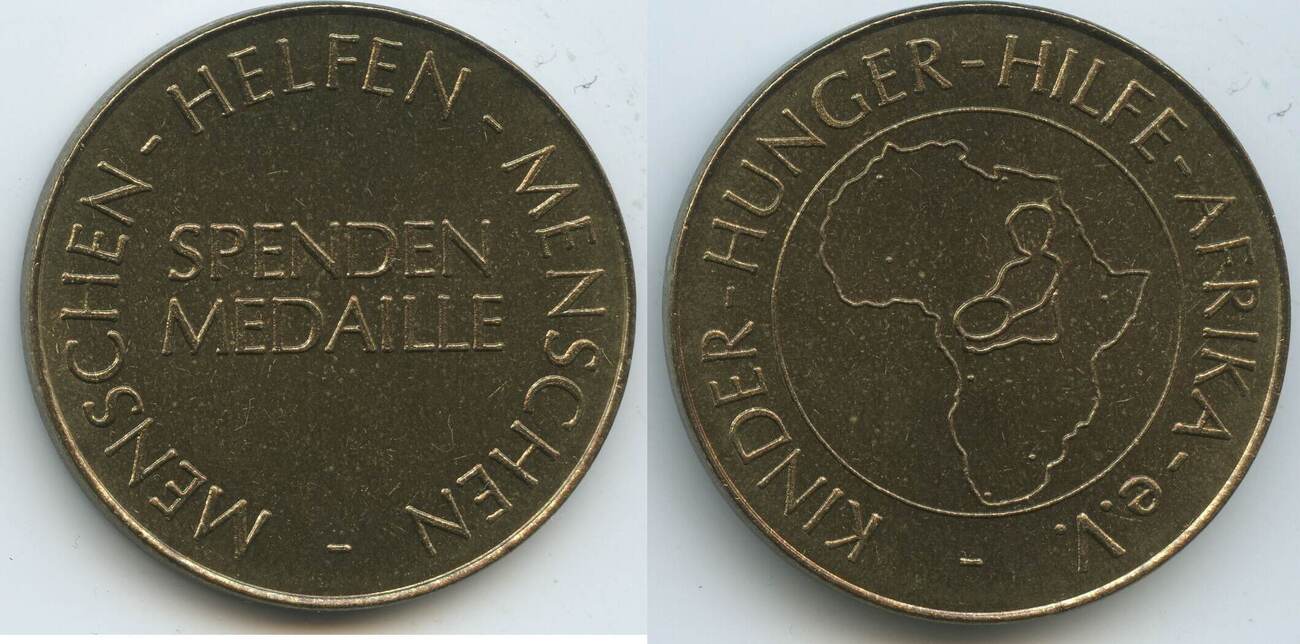 MENSCHEN - HELFEN - MENSCHEN -
SPENDEN
MEDAILLE
KINDER-HUNGER-HILFE-AFRIKA-e.V. -